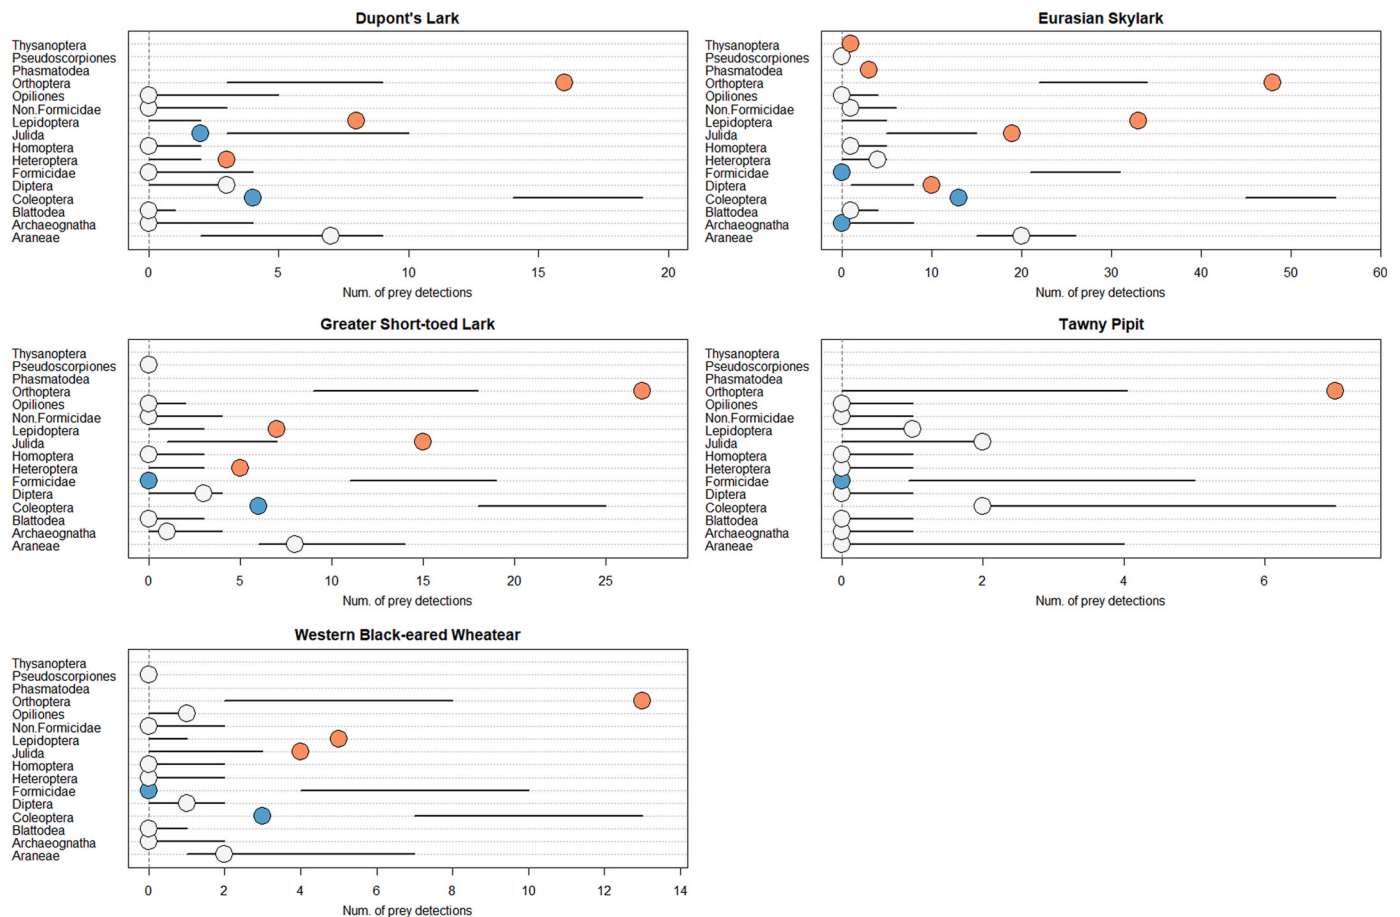 Dupont's Lark
Thysanoptera
Pseudoscorpiones
Phasmatodea
Orthoptera
Opiliones
Non.Formicidae
Lepidoptera
Julida
Homoptera
Heteroptera
Formicidae
Diptera
Coleoptera
Blattodea
Archaeognatha
Araneae
0 5 10 15 20
Num. of prey detections
Eurasian Skylark
Thysanoptera
Pseudoscorpiones
Phasmatodea
Orthoptera
Opiliones
Non.Formicidae
Lepidoptera
Julida
Homoptera
Heteroptera
Formicidae
Diptera
Coleoptera
Blattodea
Archaeognatha
Araneae
0 10 20 30 40 50 60
Num. of prey detections
Greater Short-toed Lark
Thysanoptera
Pseudoscorpiones
Phasmatodea
Orthoptera
Opiliones
Non.Formicidae
Lepidoptera
Julida
Homoptera
Heteroptera
Formicidae
Diptera
Coleoptera
Blattodea
Archaeognatha
Araneae
0 5 10 15 20 25
Num. of prey detections
Tawny Pipit
Thysanoptera
Pseudoscorpiones
Phasmatodea
Orthoptera
Opiliones
Non.Formicidae
Lepidoptera
Julida
Homoptera
Heteroptera
Formicidae
Diptera
Coleoptera
Blattodea
Archaeognatha
Araneae
0 2 4 6
Num. of prey detections
Western Black-eared Wheatear
Thysanoptera
Pseudoscorpiones
Phasmatodea
Orthoptera
Opiliones
Non.Formicidae
Lepidoptera
Julida
Homoptera
Heteroptera
Formicidae
Diptera
Coleoptera
Blattodea
Archaeognatha
Araneae
0 2 4 6 8 10 12 14
Num. of prey detections